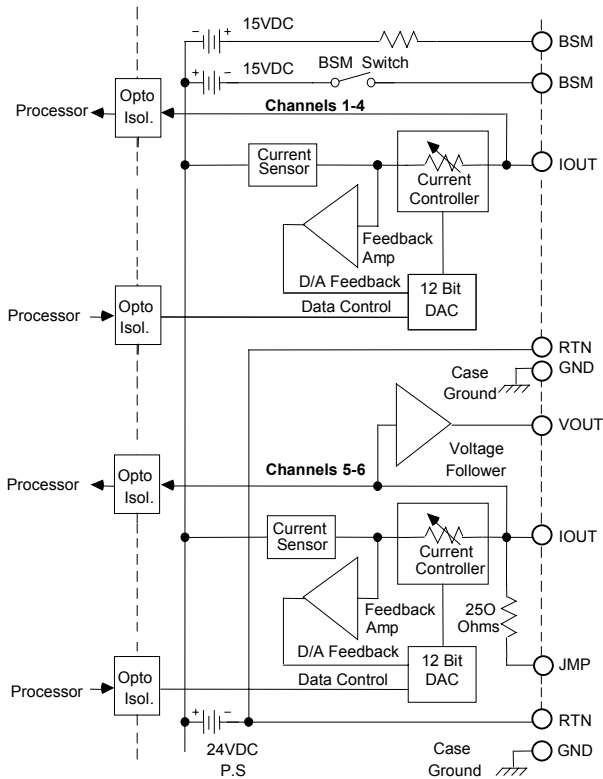 15VDC
− +
BSM
BSM Switch
15VDC
+ −
BSM
Opto
Isol.
Processor
Channels 1-4
Current
Sensor
IOUT
Current
Controller
Feedback
Amp
D/A Feedback
12 Bit
DAC
Opto
Isol.
Data Control
Processor
RTN
Case
Ground
GND
VOUT
Voltage
Follower
Opto
Isol.
Processor
Channels 5-6
Current
Sensor
IOUT
Current
Controller
Feedback
Amp
25O
Ohms
D/A Feedback
12 Bit
DAC
JMP
Opto
Isol.
Data Control
Processor
+ −
RTN
24VDC
P.S
Case
Ground
GND